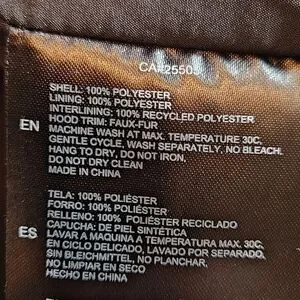 CA#25505
SHELL: 100% POLYESTER
LINING: 100% POLYESTER
INTERLINING: 100% RECYCLED POLYESTER
HOOD TRIM: FAUX-FUR
EN MACHINE WASH AT MAX. TEMPERATURE 30C,
GENTLE CYCLE, WASH SEPARATELY, NO BLEACH.
HANG TO DRY, DO NOT IRON,
DO NOT DRY CLEAN
MADE IN CHINA
TELA: 100% POLIÉSTER
FORRO: 100% POLIÉSTER
RELLENO: 100% POLIÉSTER RECICLADO
CAPUCHA: DE PIEL SINTÉTICA
ES LAVAR A MAQUINA A TEMPERATURA MAX. 30C,
EN CICLO DELICADO, LAVADO POR SEPARADO,
SIN BLEICHMITTEL, NO PLANCHAR,
NO LIMPIAR EN SECO
HECHO EN CHINA